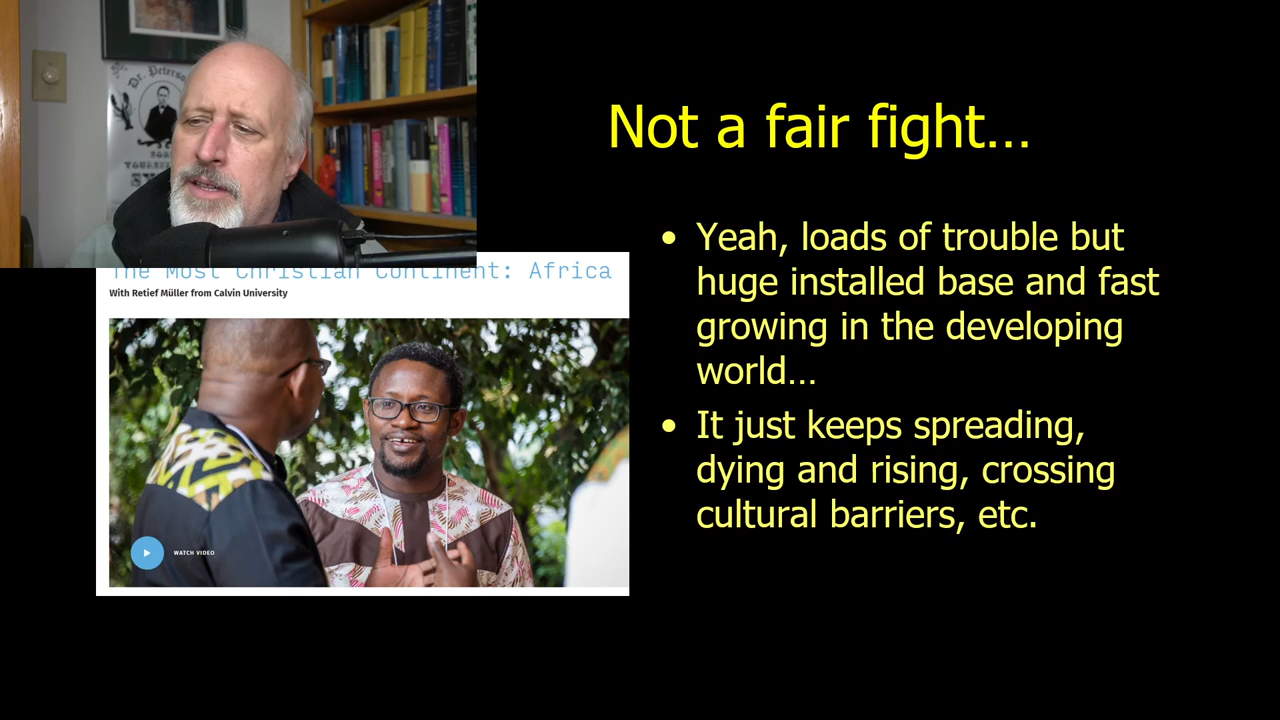 Dr. Peterson
Not a fair fight...
The Most Christian Continent: Africa
With Retief Müller from Calvin University
WATCH VIDEO
• Yeah, loads of trouble but
huge installed base and fast
growing in the developing
world...
• It just keeps spreading,
dying and rising, crossing
cultural barriers, etc.